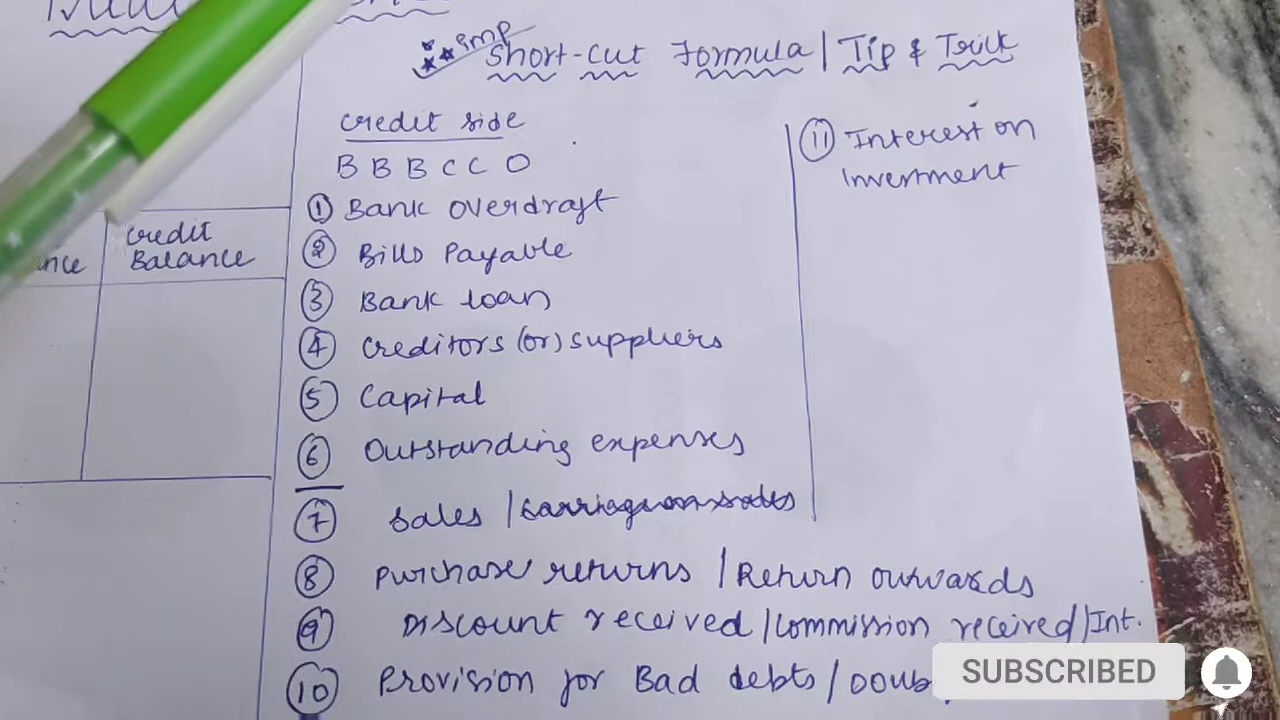 Imp
Short-cut Formula | Tip & Trick
Credit side
B B B C C O
① Bank overdraft
② Bills Payable
③ Bank loan
④ Creditors (or) suppliers
⑤ Capital
⑥ Outstanding expenses
⑦ Sales /
⑧ Purchase returns / Return outwards
⑨ Discount received / Commission received / Int.
⑩ Provision for Bad debts /
⑪ Interest on
Investment
Credit
Balance
SUBSCRIBED